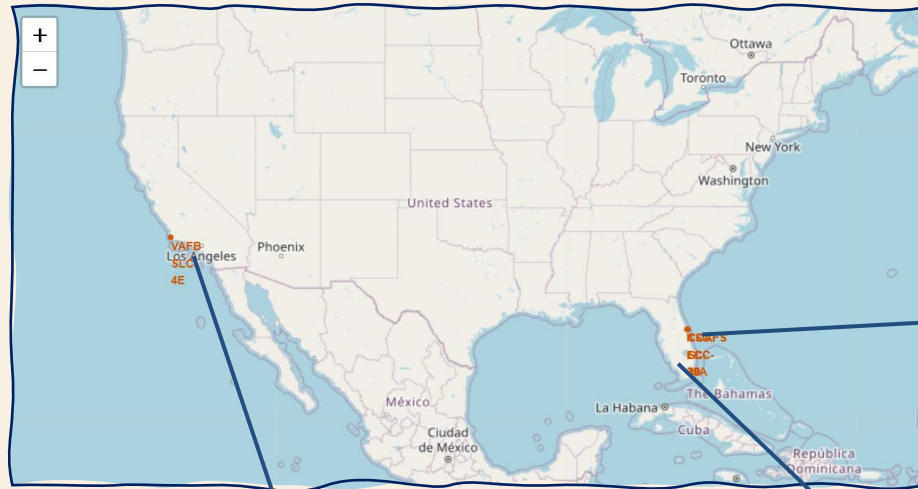 +
−
Ottawa
Toronto
New York
Washington
United States
VAFB
Los Angeles
SLC
4E
Phoenix
The Bahamas
México
La Habana
Cuba
Ciudad
de México
República
Dominicana